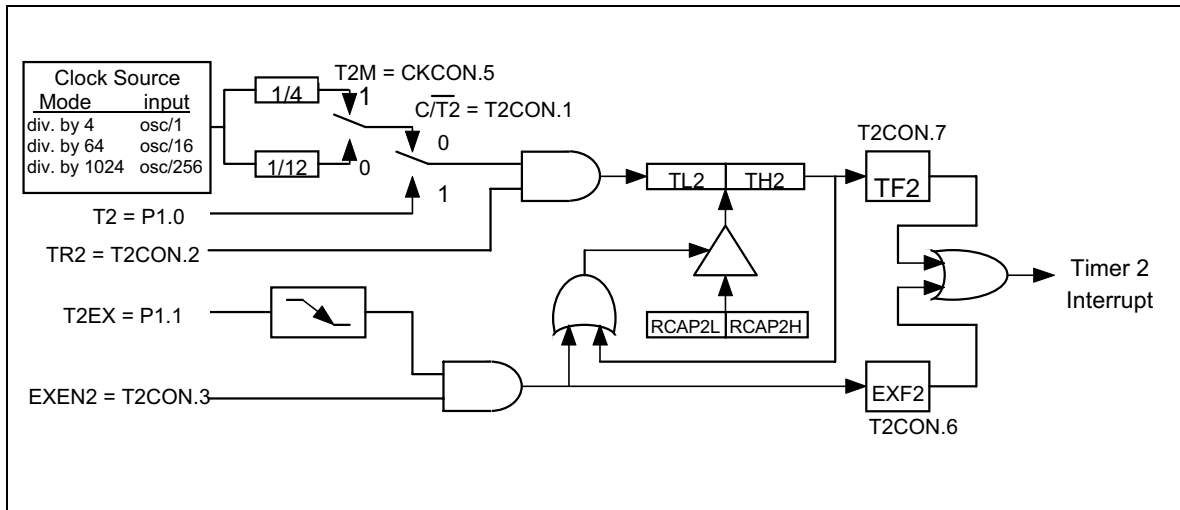 Clock Source
Mode input
div. by 4 osc/1
div. by 64 osc/16
div. by 1024 osc/256
1/4
1/12
T2M = CKCON.5
1
0
C/T2 = T2CON.1
0
1
T2 = P1.0
TR2 = T2CON.2
TL2 TH2
T2CON.7
TF2
Timer 2
Interrupt
T2EX = P1.1
RCAP2L RCAP2H
EXEN2 = T2CON.3
EXF2
T2CON.6